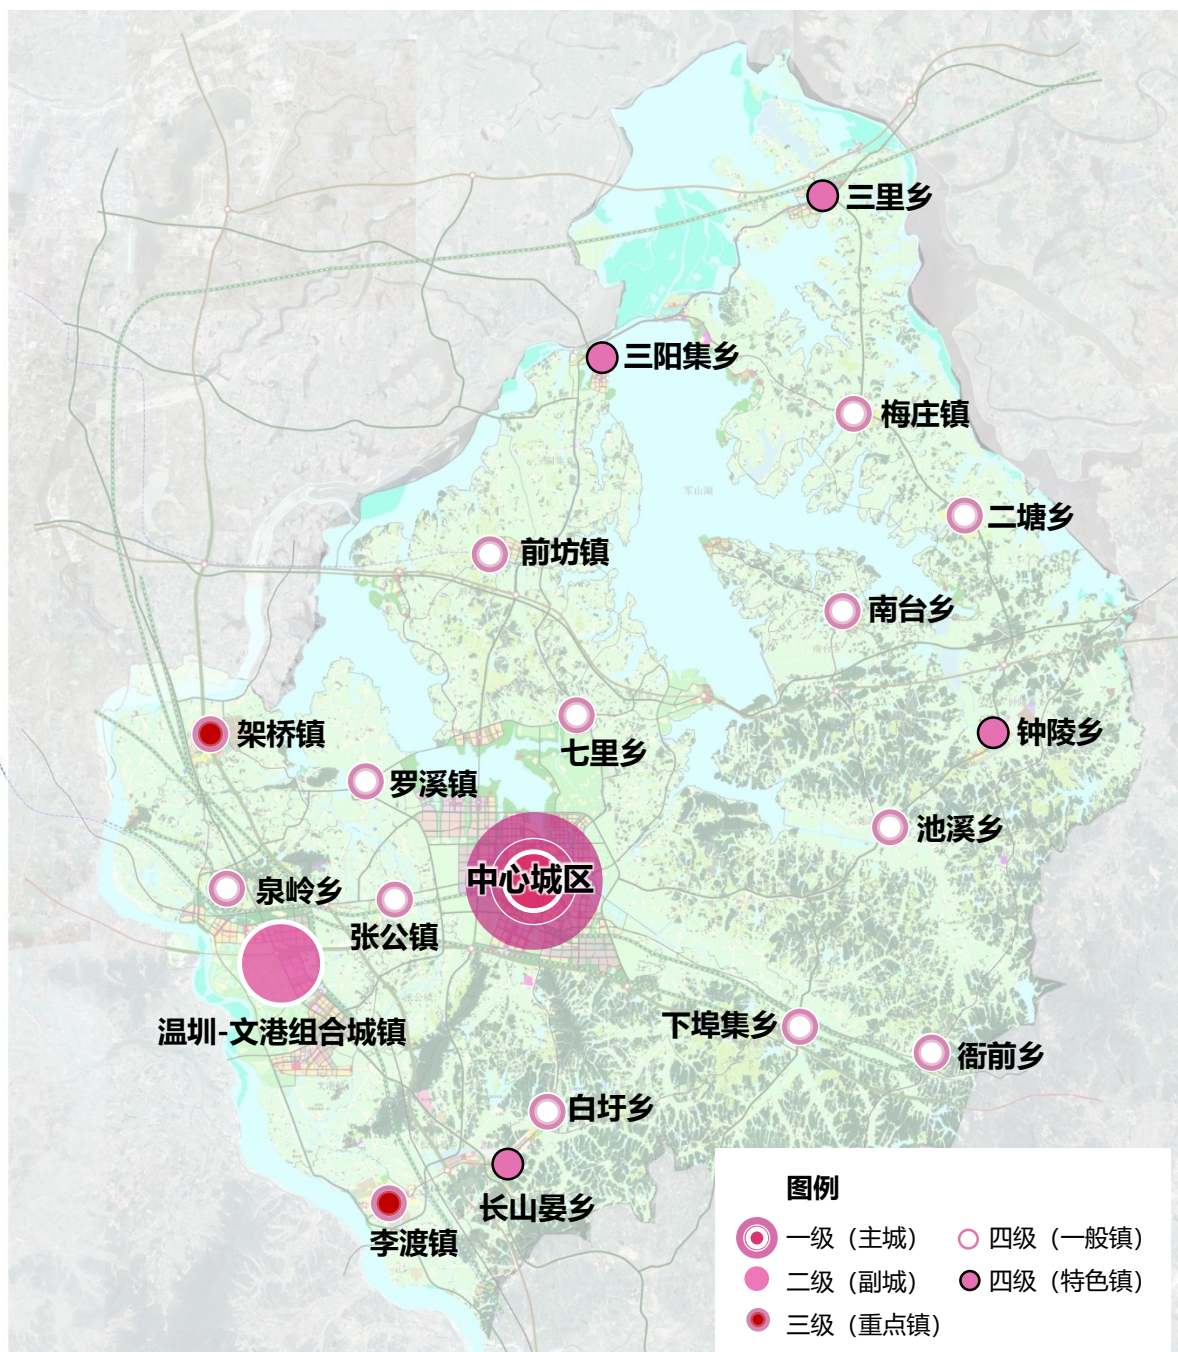 三里乡
三阳集乡
梅庄镇
军山湖
二塘乡
前坊镇
南台乡
架桥镇
七里乡
钟陵乡
罗溪镇
池溪乡
中心城区
泉岭乡
张公镇
温圳-文港组合城镇
下埠集乡
衙前乡
白圩乡
长山晏乡
李渡镇
图例
一级（主城）
四级（一般镇）
二级（副城）
四级（特色镇）
三级（重点镇）